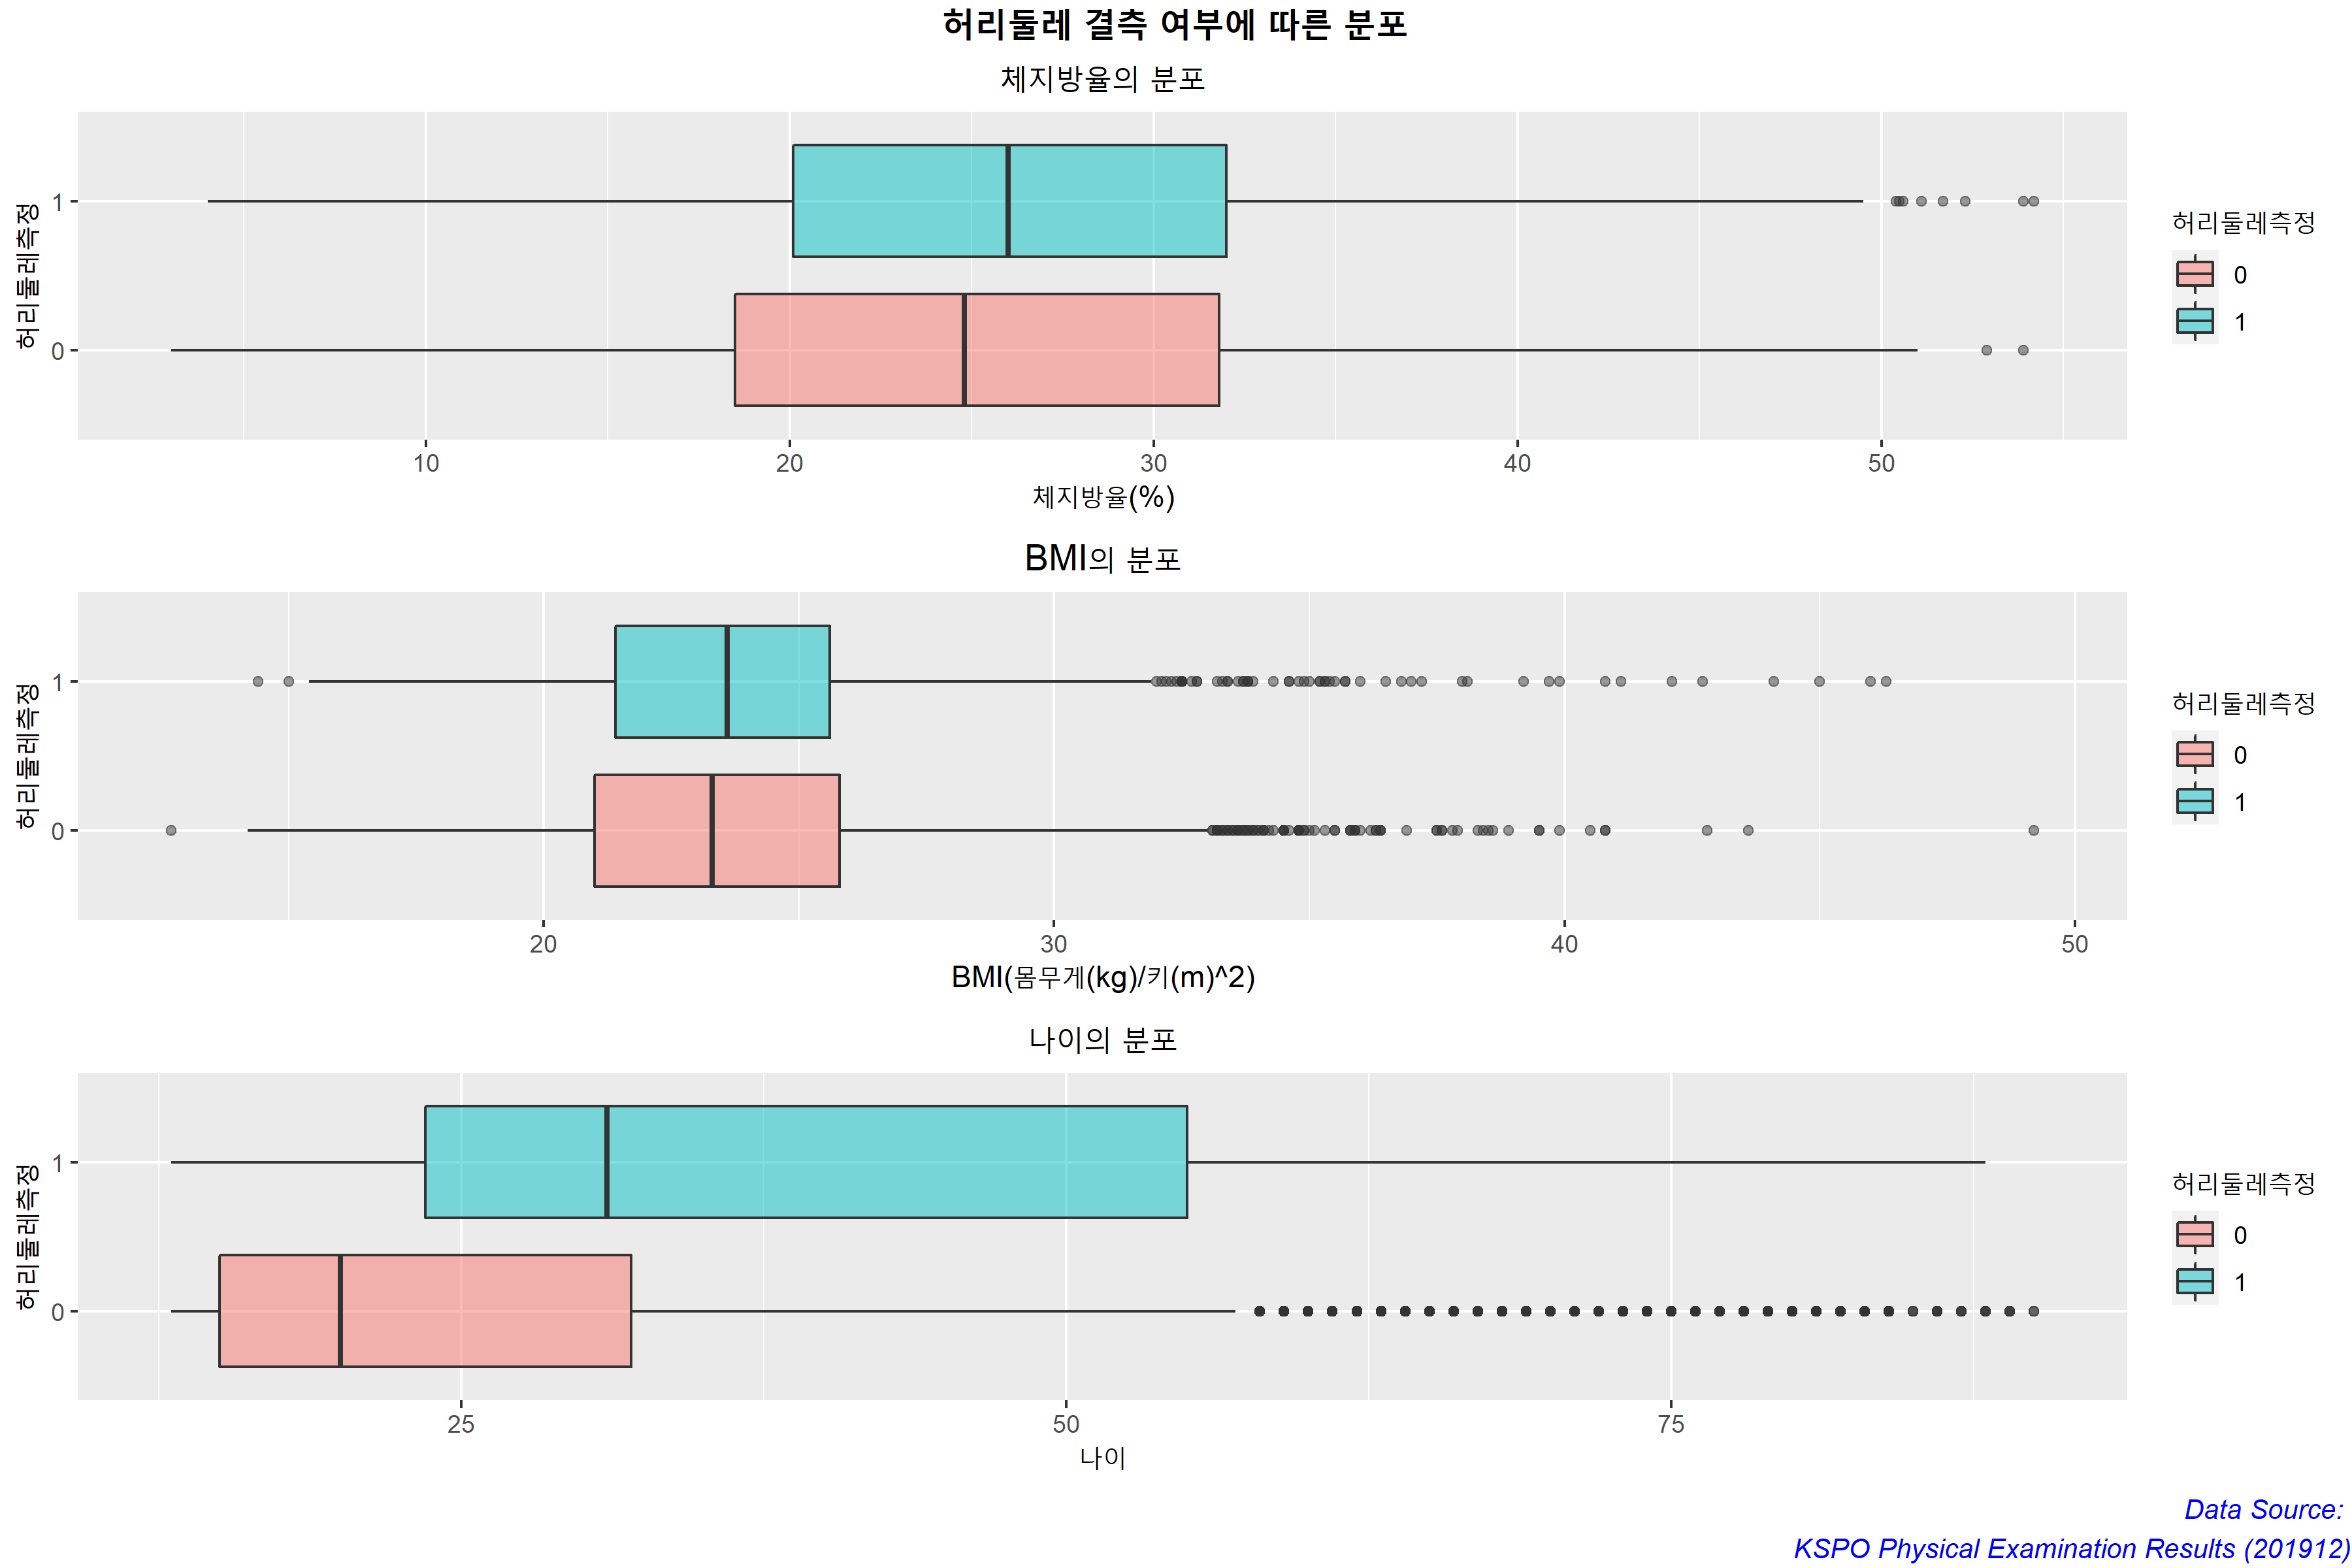 허리둘레 결측 여부에 따른 분포
체지방율의 분포
허리둘레측정
1
0
10 20 30 40 50
체지방율(%)
허리둘레측정
0
1
BMI의 분포
허리둘레측정
1
0
20 30 40 50
BMI(몸무게(kg)/키(m)^2)
허리둘레측정
0
1
나이의 분포
허리둘레측정
1
0
25 50 75
나이
허리둘레측정
0
1
Data Source:
KSPO Physical Examination Results (201912)